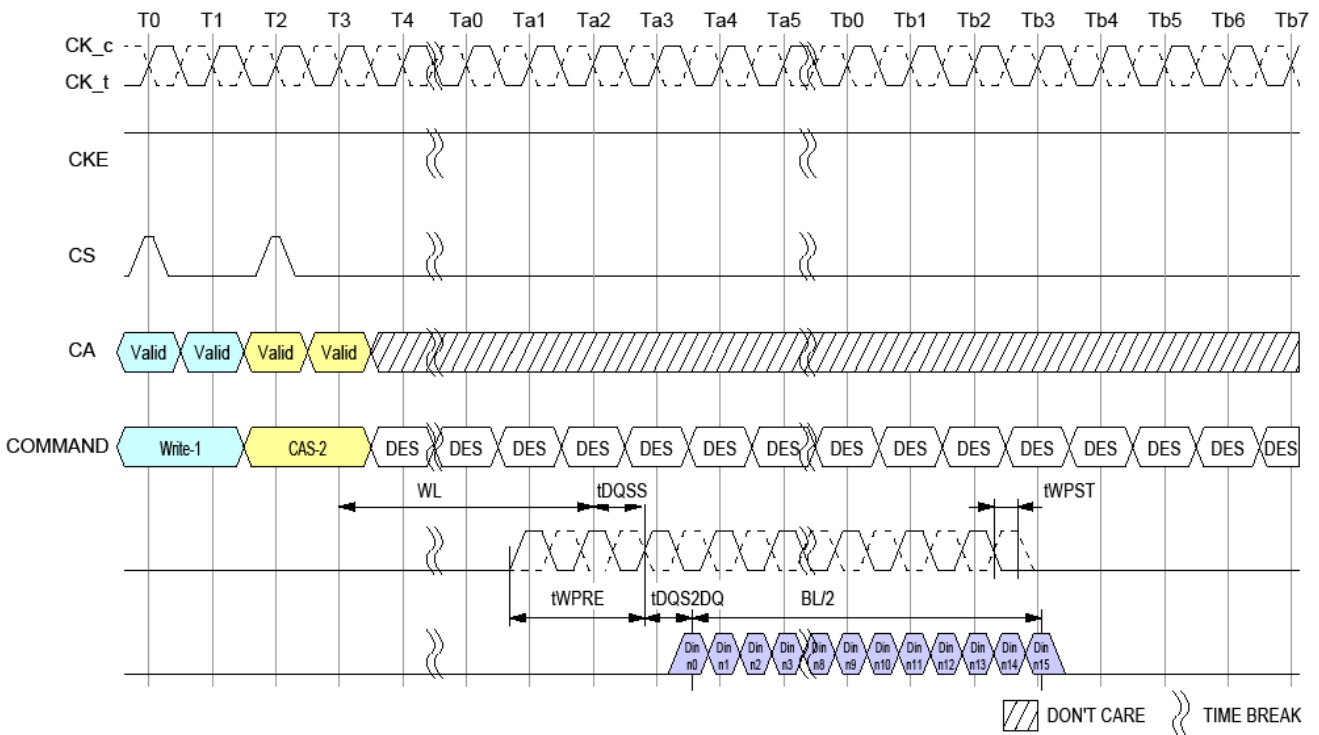 T0 T1 T2 T3 T4 Ta0 Ta1 Ta2 Ta3 Ta4 Ta5 Tb0 Tb1 Tb2 Tb3 Tb4 Tb5 Tb6 Tb7
CK_c
CK_t
CKE
CS
CA Valid Valid Valid Valid
COMMAND Write-1 CAS-2 DES DES DES DES DES DES DES DES DES DES DES DES DES DES DES
WL tDQSS tWPST
tWPRE tDQS2DQ BL/2
Din Din Din Din Din Din Din Din Din Din Din Din
n0 n1 n2 n3 n8 n9 n10 n11 n12 n13 n14 n15
DON'T CARE TIME BREAK